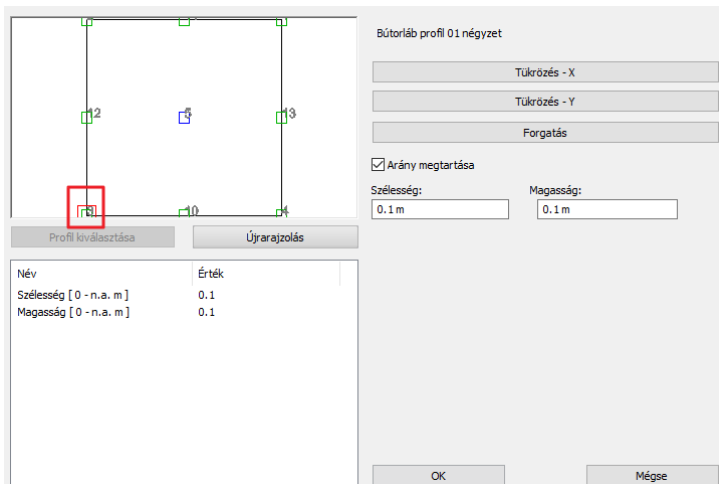 Bútorláb profil 01 négyzet
Tükrözés - X
Tükrözés - Y
12
5
13
Forgatás
Arány megtartása
Szélesség:
Magasság:
0.1 m
0.1 m
9
10
4
Profil kiválasztása
Újrarajzolás
Név
Érték
Szélesség [ 0 - n.a. m ]
0.1
Magasság [ 0 - n.a. m ]
0.1
OK
Mégse